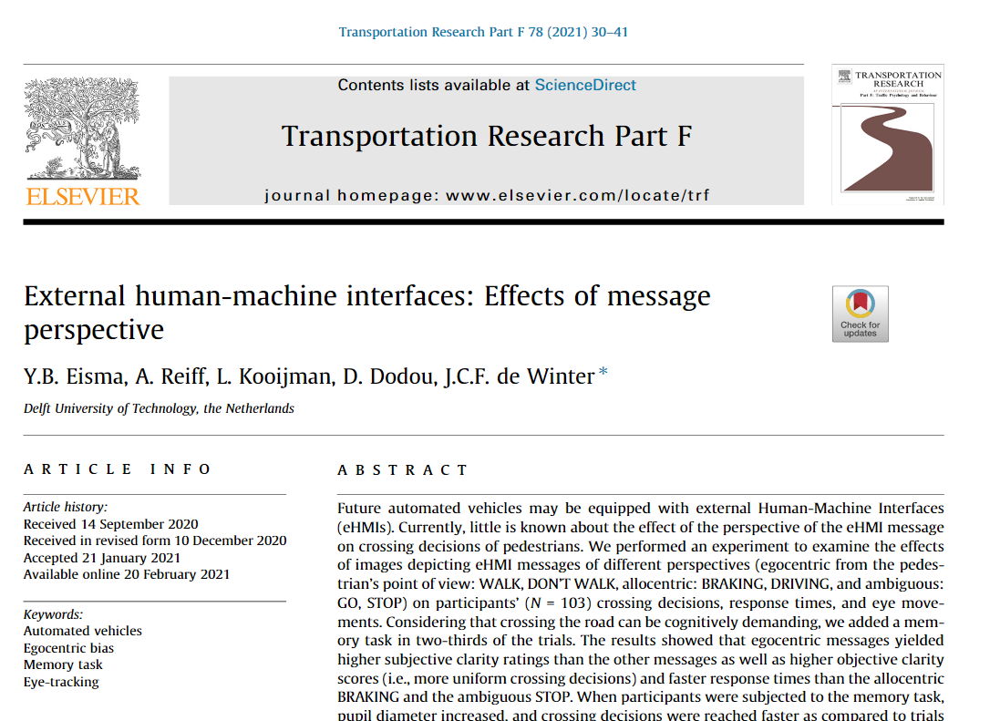 Transportation Research Part F 78 (2021) 30–41
Contents lists available at ScienceDirect
Transportation Research Part F
journal homepage: www.elsevier.com/locate/trf
ELSEVIER
TRANSPORTATION
RESEARCH
Part F: Traffic Psychology and Behaviour
External human-machine interfaces: Effects of message
perspective
Check for
updates
Y.B. Eisma, A. Reiff, L. Kooijman, D. Dodou, J.C.F. de Winter *
Delft University of Technology, the Netherlands
ARTICLE INFO
Article history:
Received 14 September 2020
Received in revised form 10 December 2020
Accepted 21 January 2021
Available online 20 February 2021
Keywords:
Automated vehicles
Egocentric bias
Memory task
Eye-tracking
ABSTRACT
Future automated vehicles may be equipped with external Human-Machine Interfaces
(eHMIs). Currently, little is known about the effect of the perspective of the eHMI message
on crossing decisions of pedestrians. We performed an experiment to examine the effects
of images depicting eHMI messages of different perspectives (egocentric from the pedes-
trian's point of view: WALK, DON'T WALK, allocentric: BRAKING, DRIVING, and ambiguous:
GO, STOP) on participants' (N = 103) crossing decisions, response times, and eye move-
ments. Considering that crossing the road can be cognitively demanding, we added a mem-
ory task in two-thirds of the trials. The results showed that egocentric messages yielded
higher subjective clarity ratings than the other messages as well as higher objective clarity
scores (i.e., more uniform crossing decisions) and faster response times than the allocentric
BRAKING and the ambiguous STOP. When participants were subjected to the memory task,
pupil diameter increased, and crossing decisions were reached faster as compared to trials